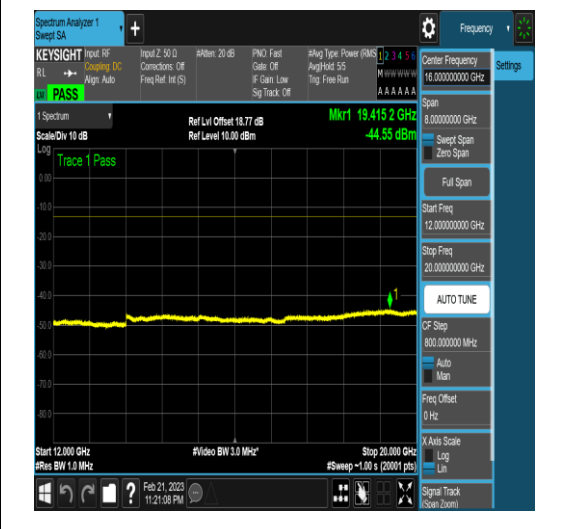 Spectrum Analyzer 1
Swept SA
Frequency
KEYSIGHT
RL
Input: RF
Coupling: DC
Align: Auto
Input Z: 50 Ω
Corrections: Off
Freq Ref: Int (S)
#Atten: 20 dB
PNO: Fast
Gate: Off
IF Gain: Low
Sig Track: Off
#Avg Type: Power (RMS
Avg|Hold: 5/5
Trig: Free Run
1 2 3 4 5 6
M W W W W W
A A A A A A
PASS
1 Spectrum
Scale/Div 10 dB
Ref Lvl Offset 18.77 dB
Ref Level 10.00 dBm
Mkr1 19.415 2 GHz
-44.55 dBm
Log
Trace 1 Pass
0.00
-10.0
-20.0
-30.0
-40.0
-50.0
-60.0
-70.0
-80.0
1
Start 12.000 GHz
#Res BW 1.0 MHz
#Video BW 3.0 MHz*
Stop 20.000 GHz
#Sweep ~1.00 s (20001 pts)
Feb 21, 2023
11:21:08 PM
Settings
Center Frequency
16.000000000 GHz
Span
8.00000000 GHz
Swept Span
Zero Span
Full Span
Start Freq
12.000000000 GHz
Stop Freq
20.000000000 GHz
AUTO TUNE
CF Step
800.000000 MHz
Auto
Man
Freq Offset
0 Hz
X Axis Scale
Log
Lin
Signal Track
(Span Zoom)